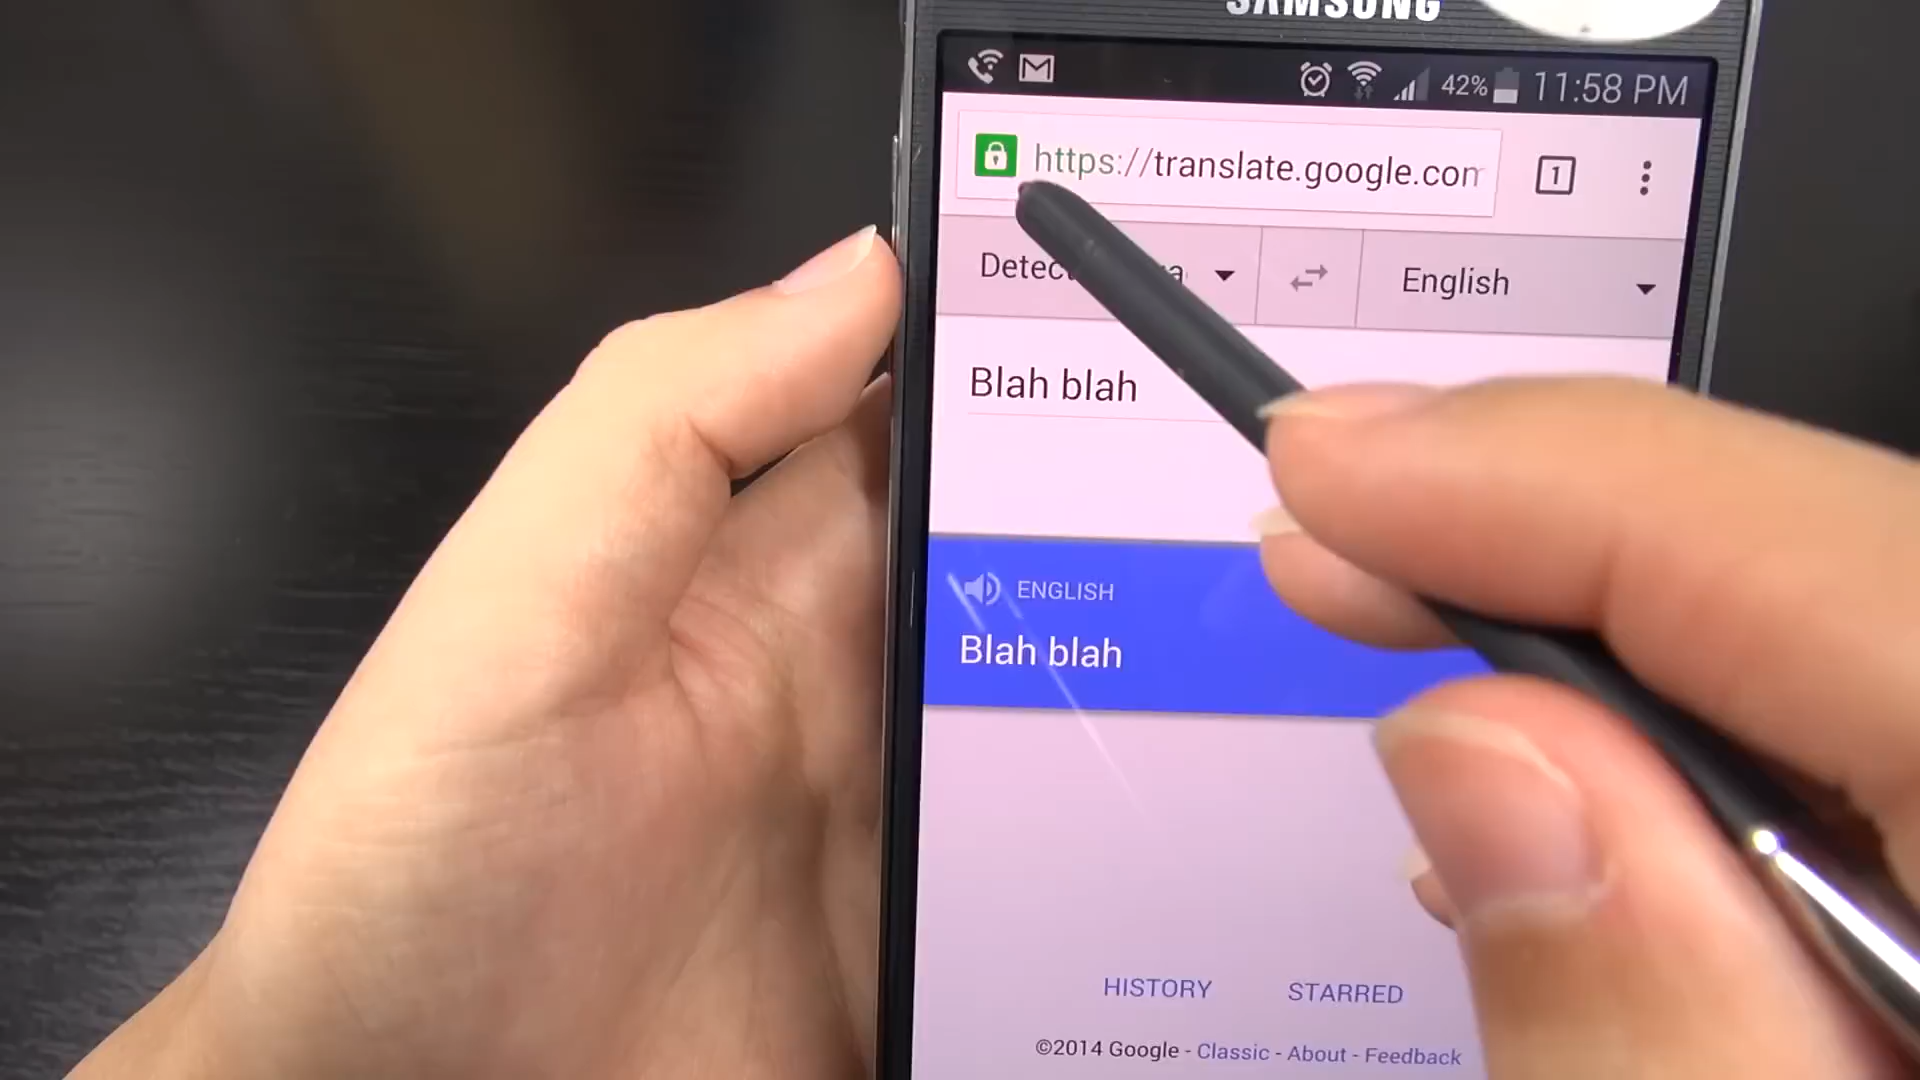 SAMSUNG
42% 11:58 PM
https://translate.google.com
1
English
Blah blah
ENGLISH
Blah blah
HISTORY STARRED
©2014 Google - Classic - About - Feedback